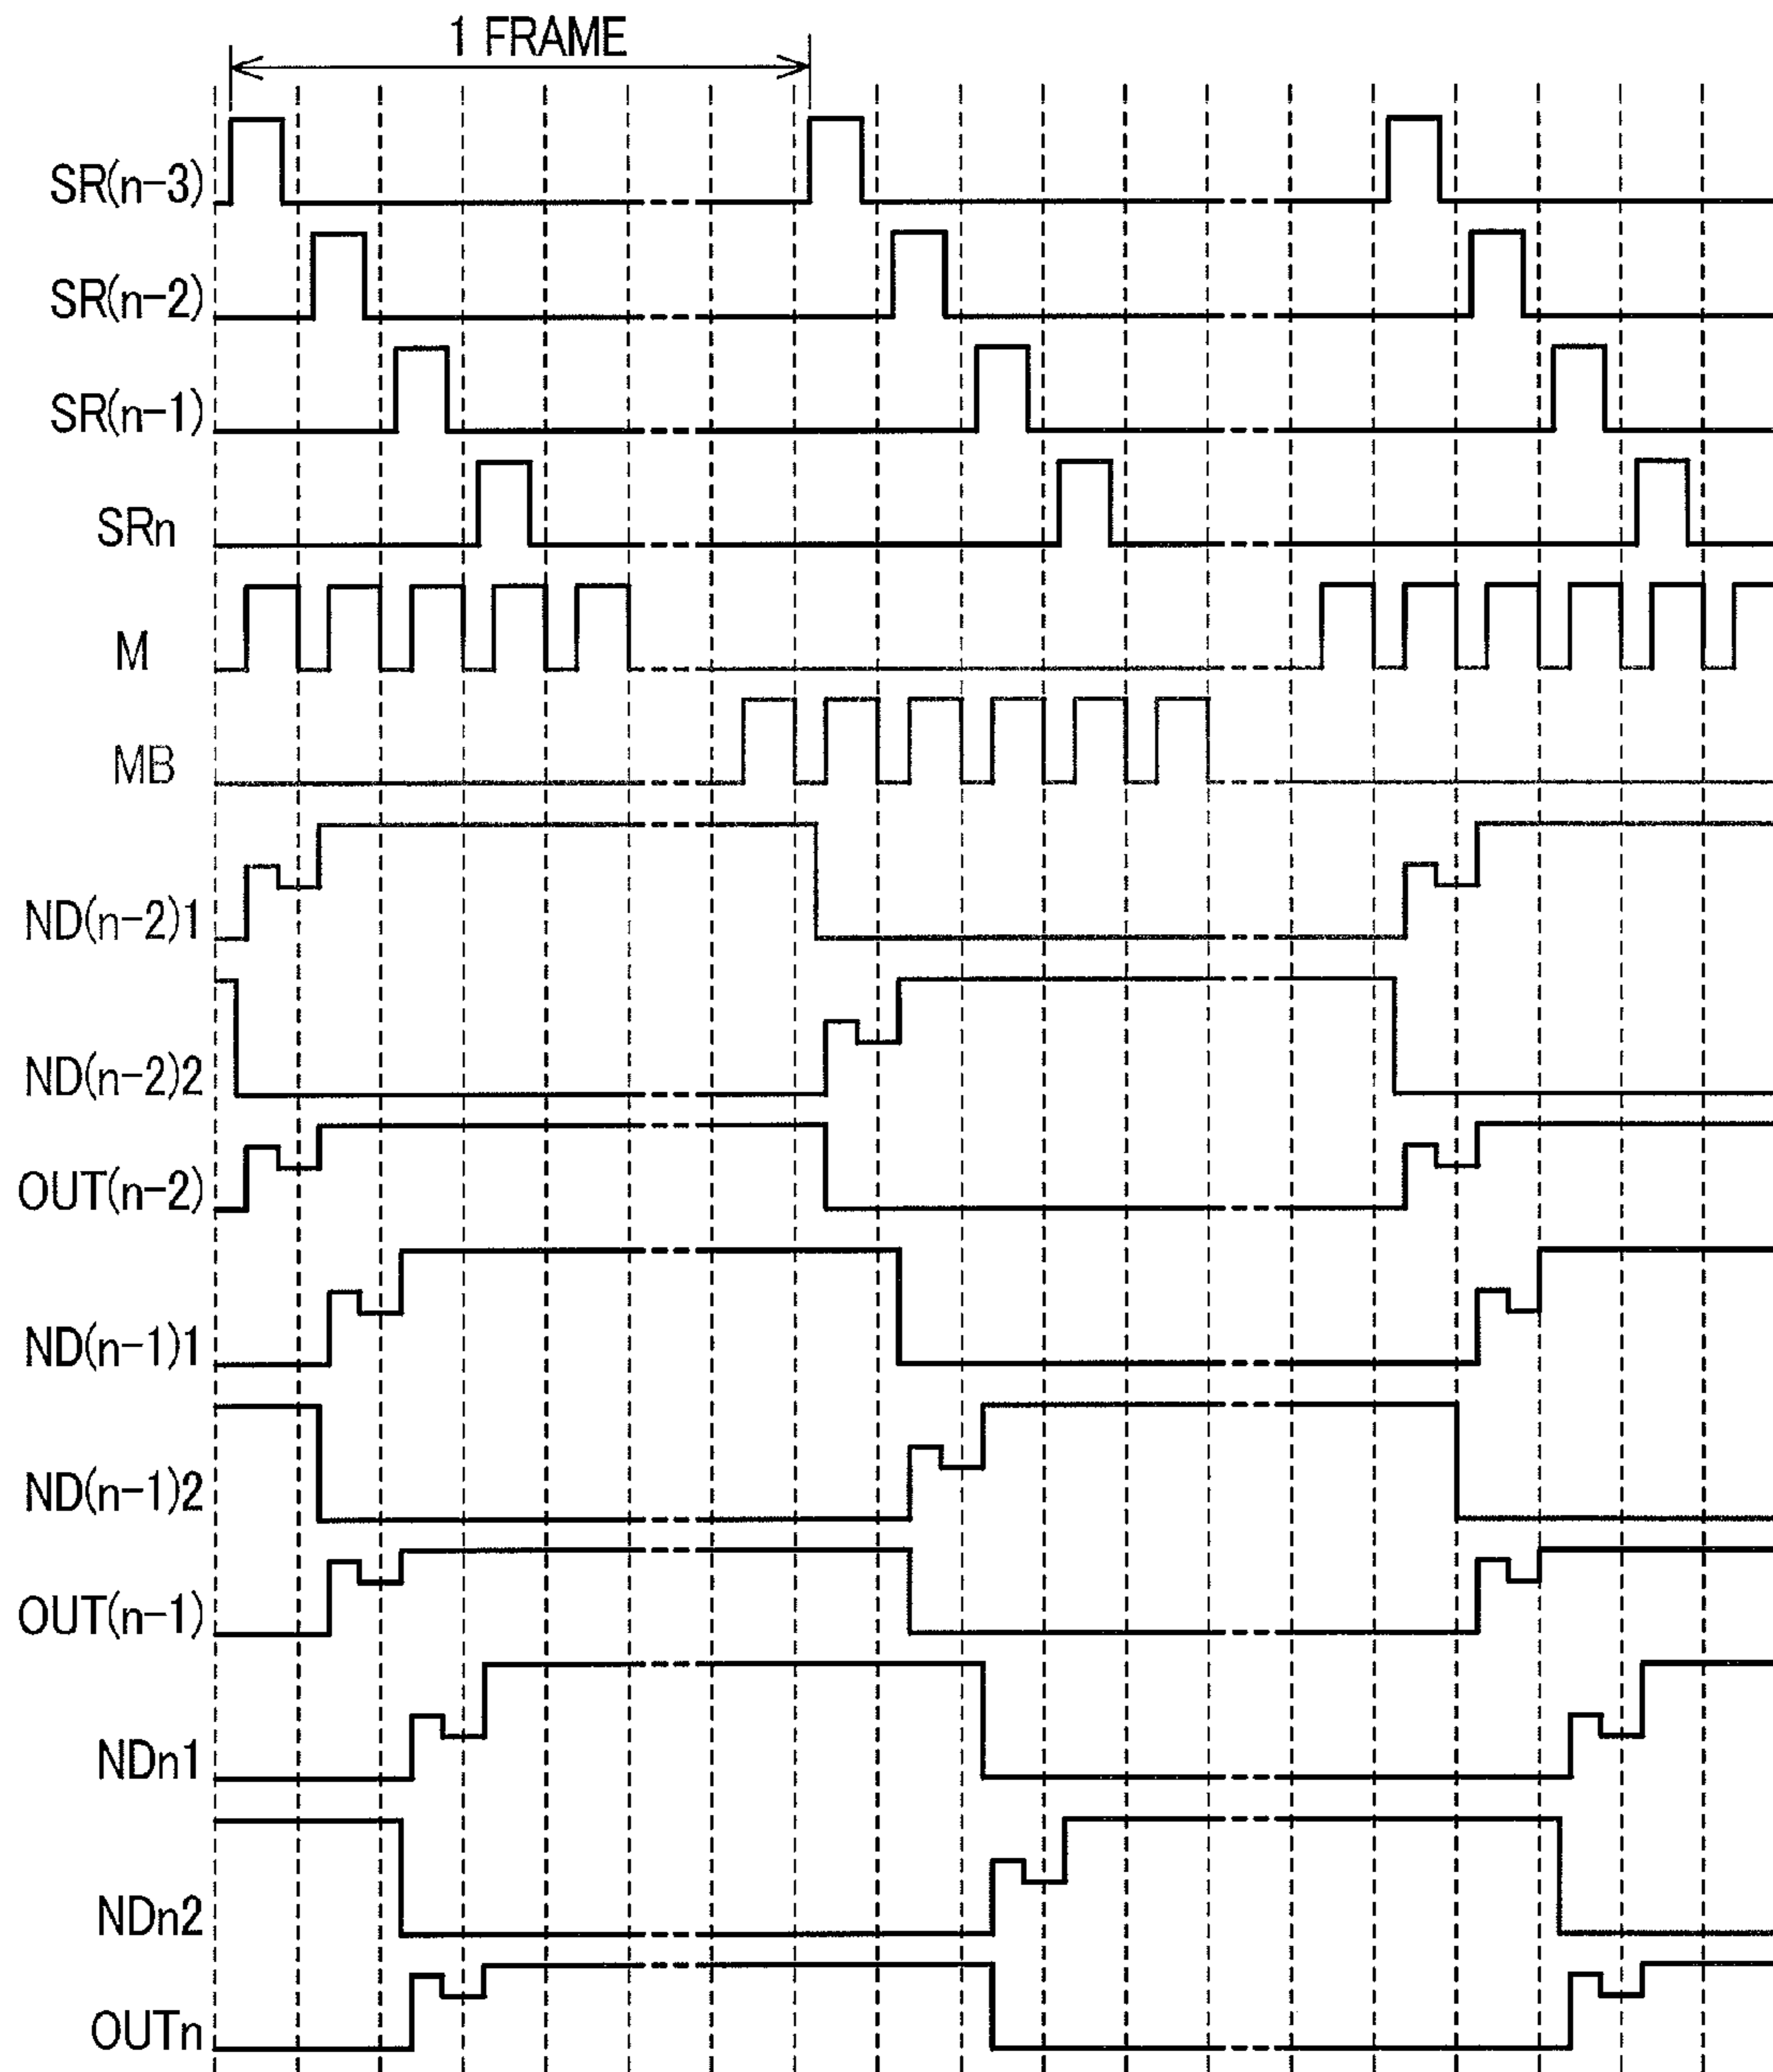 1 FRAME
SR(n-3)
SR(n-2)
SR(n-1)
SRn
M
MB
ND(n-2)1
ND(n-2)2
OUT(n-2)
ND(n-1)1
ND(n-1)2
OUT(n-1)
NDn1
NDn2
OUTn